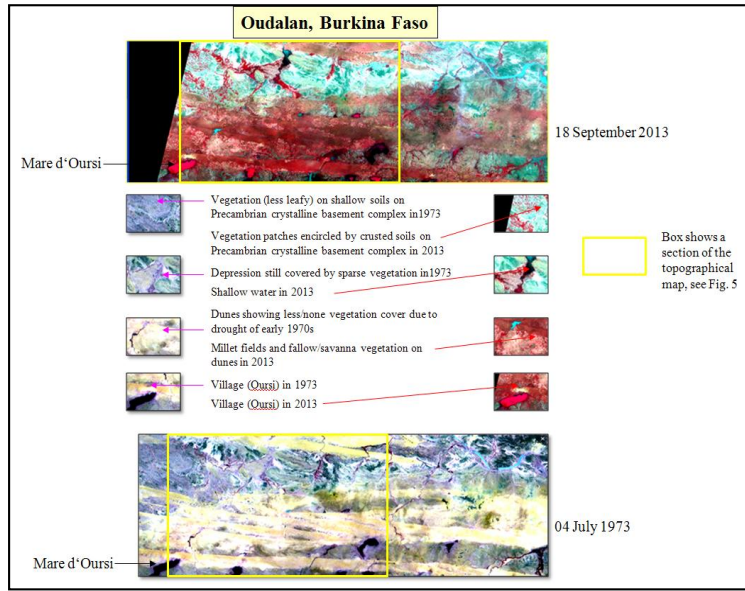 Oudalan, Burkina Faso
18 September 2013
Mare d‘Oursi
Vegetation (less leafy) on shallow soils on
Precambrian crystalline basement complex in1973
Vegetation patches encircled by crusted soils on
Precambrian crystalline basement complex in 2013
Box shows a
section of the
topographical
map, see Fig. 5
Depression still covered by sparse vegetation in1973
Shallow water in 2013
Dunes showing less/none vegetation cover due to
drought of early 1970s
Millet fields and fallow/savanna vegetation on
dunes in 2013
Village (Oursi) in 1973
Village (Oursi) in 2013
04 July 1973
Mare d‘Oursi